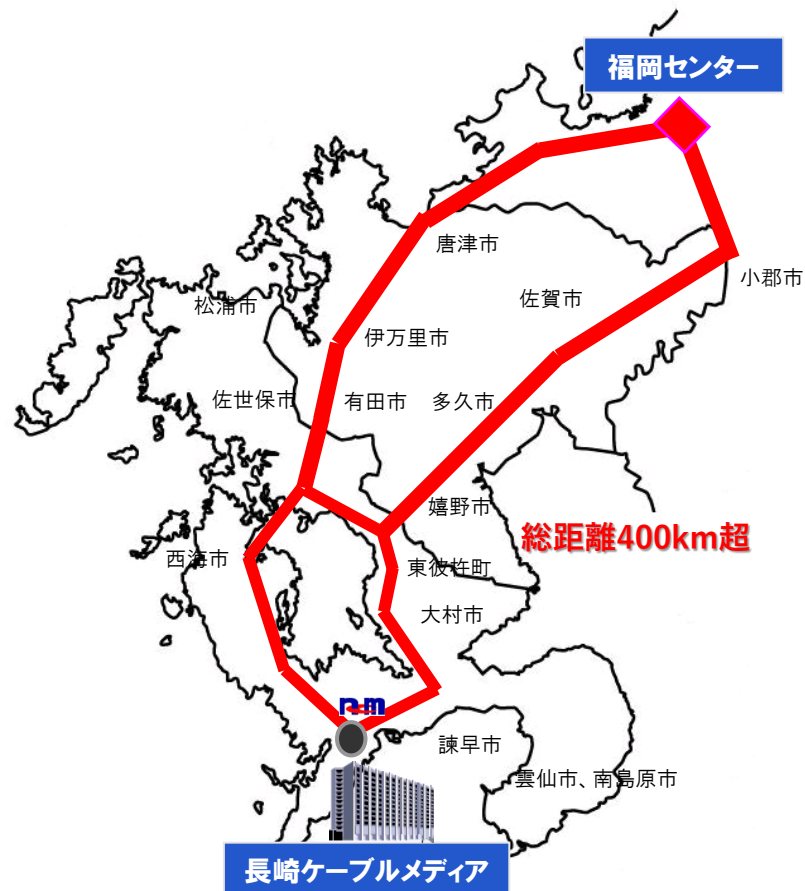 福岡センター
唐津市
小郡市
佐賀市
松浦市
伊万里市
佐世保市
有田市
多久市
嬉野市
総距離400km超
西海市
東彼杵町
大村市
ncm
諫早市
雲仙市、南島原市
長崎ケーブルメディア